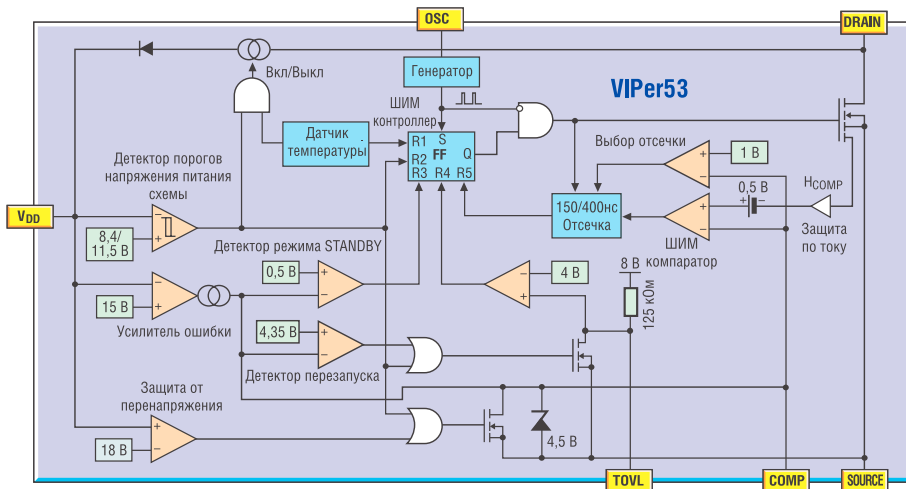 OSC
DRAIN
Вкл/Выкл
Генератор
VIPer53
ШИМ
контроллер
Датчик
температуры
R1
S
R2
FF
Q
R3
R4
R5
Выбор отсечки
+
1 В
−
Детектор порогов
напряжения питания
схемы
VDD
−
+
8,4/
11,5 В
150/400нс
Отсечка
0,5 В
+
−
HCOMP
+
−
Защита
по току
ШИМ
компаратор
Детектор режима STANDBY
0,5 В
+
−
−
+
4 В
8 В
125 кОм
−
+
15 В
Усилитель ошибки
4,35 В
+
−
Детектор перезапуска
Защита от
перенапряжения
+
−
18 В
4,5 В
TOVL
COMP
SOURCE